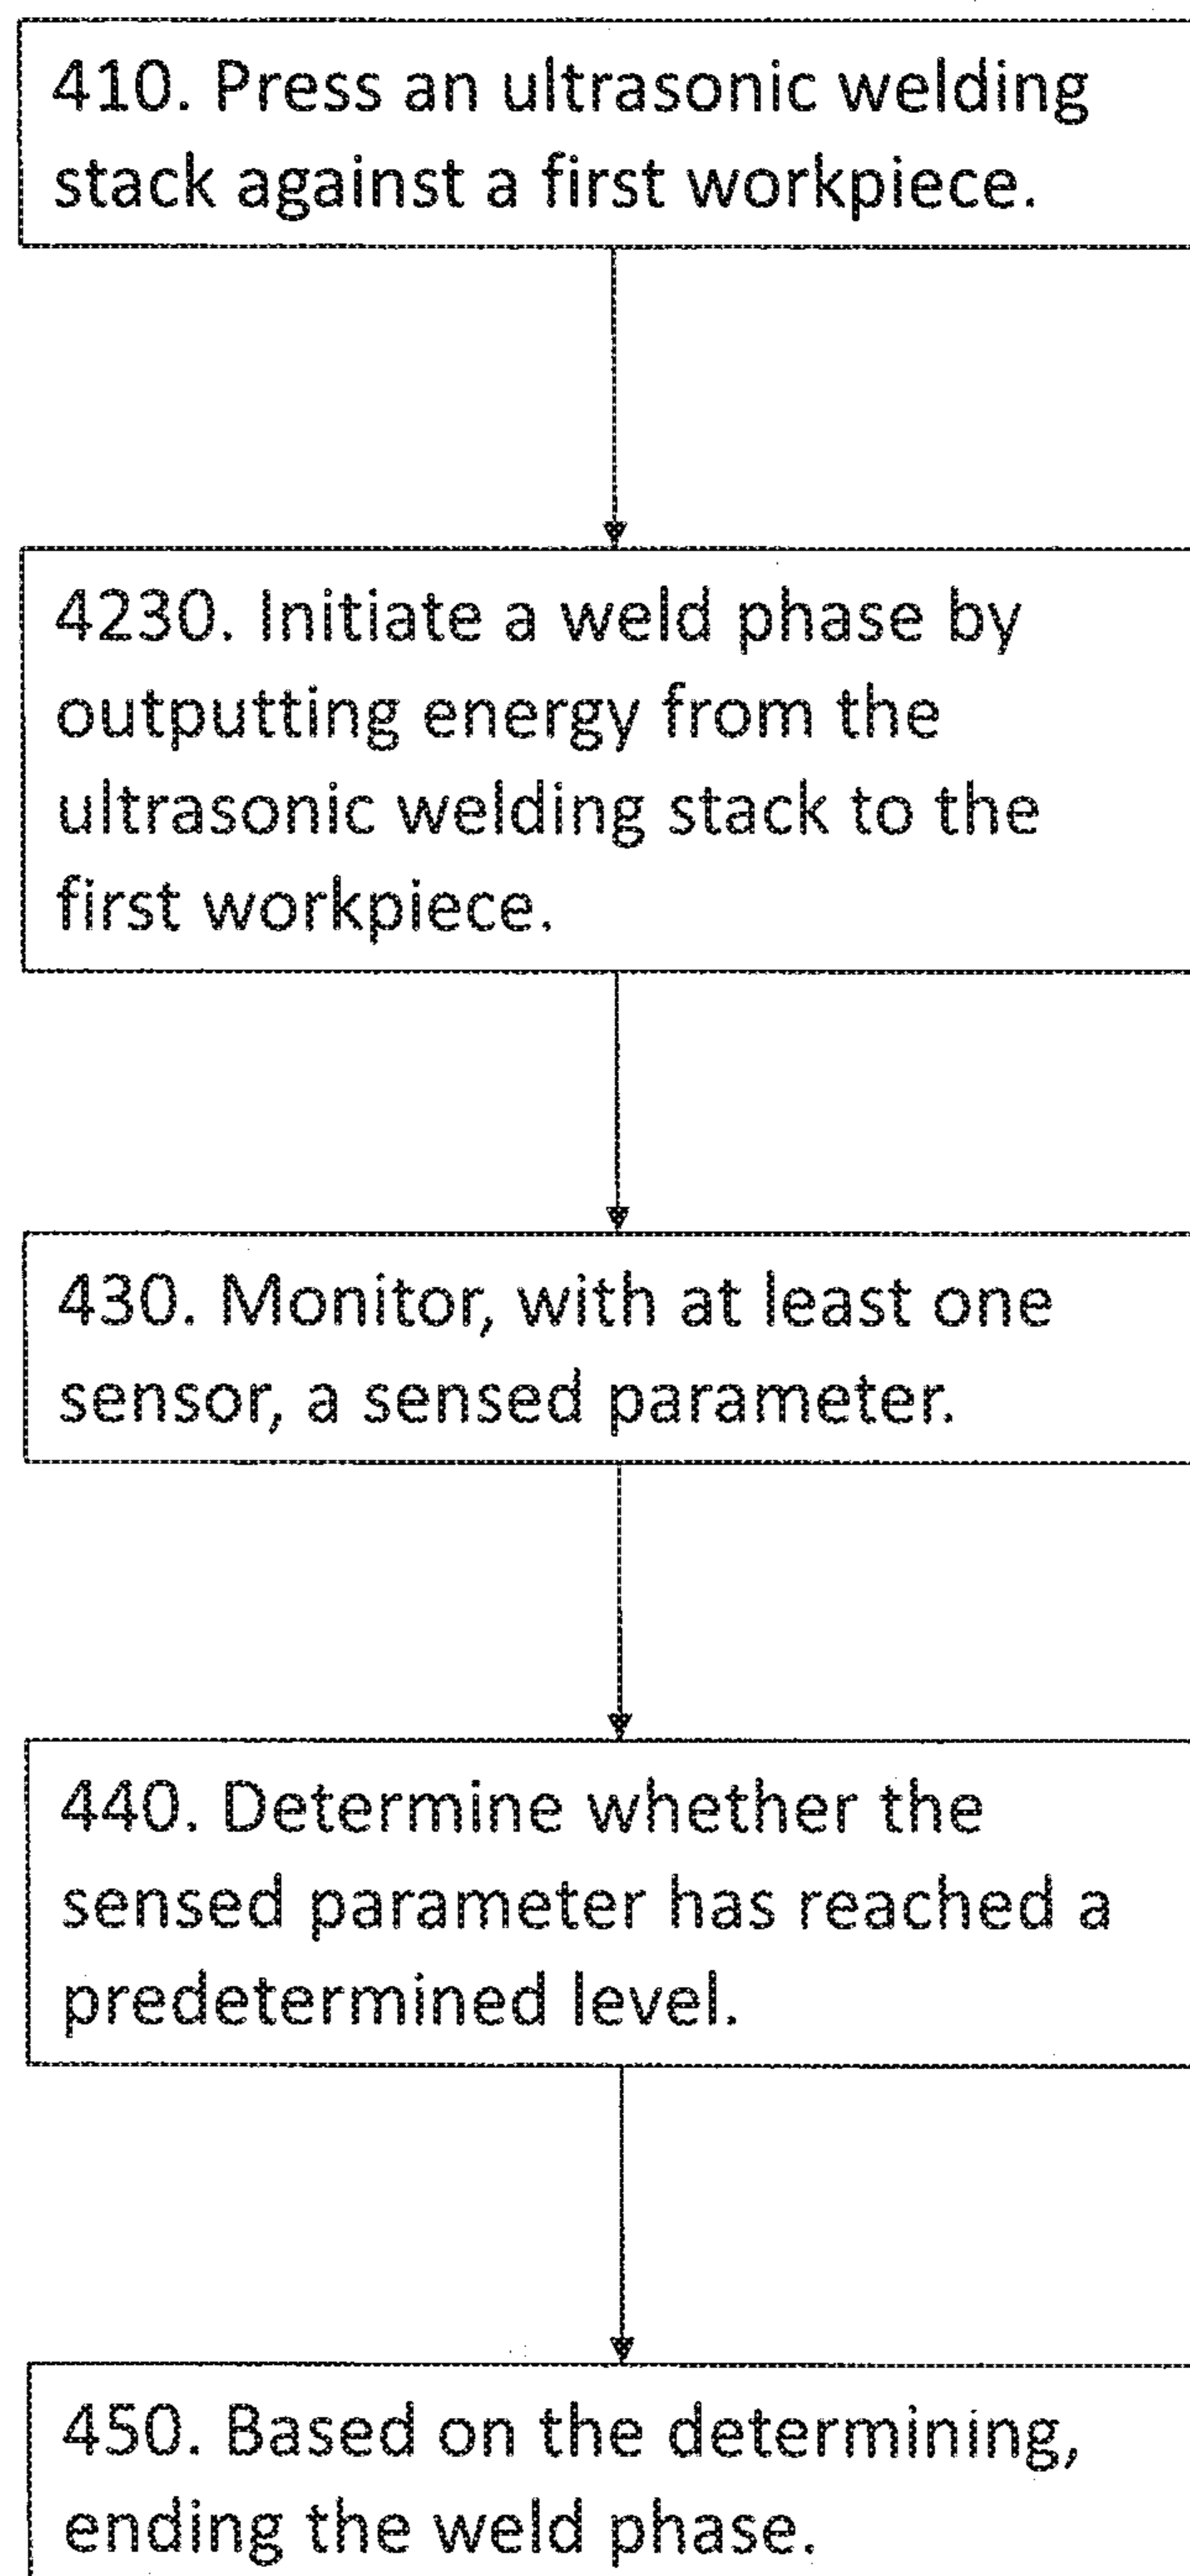 410. Press an ultrasonic welding
stack against a first workpiece.
4230. Initiate a weld phase by
outputting energy from the
ultrasonic welding stack to the
first workpiece.
430. Monitor, with at least one
sensor, a sensed parameter.
440. Determine whether the
sensed parameter has reached a
predetermined level.
450. Based on the determining,
ending the weld phase.